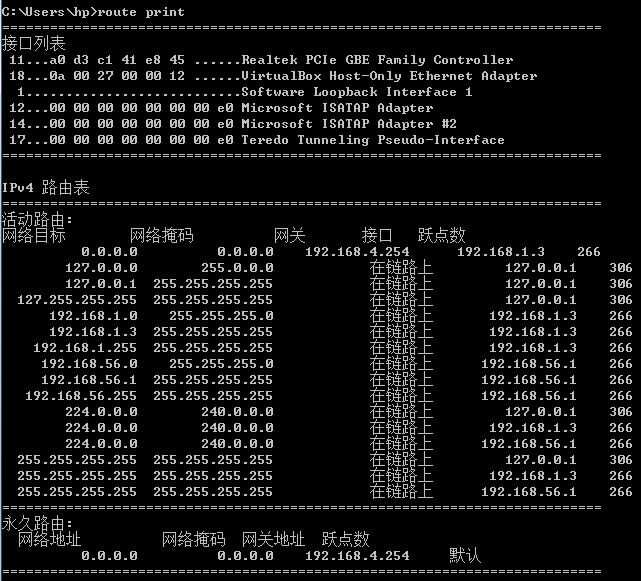 C:\Users\hp>route print
===========================================================================
接口列表
 11...a0 d3 c1 41 e8 45 ......Realtek PCIe GBE Family Controller
 18...0a 00 27 00 00 12 ......VirtualBox Host-Only Ethernet Adapter
  1...........................Software Loopback Interface 1
 12...00 00 00 00 00 00 00 e0 Microsoft ISATAP Adapter
 14...00 00 00 00 00 00 00 e0 Microsoft ISATAP Adapter #2
 17...00 00 00 00 00 00 00 e0 Teredo Tunneling Pseudo-Interface
===========================================================================
IPv4 路由表
===========================================================================
活动路由:
网络目标 网络掩码 网关 接口 跃点数
0.0.0.0 0.0.0.0 192.168.4.254 192.168.1.3 266
127.0.0.0 255.0.0.0 在链路上 127.0.0.1 306
127.0.0.1 255.255.255.255 在链路上 127.0.0.1 306
127.255.255.255 255.255.255.255 在链路上 127.0.0.1 306
192.168.1.0 255.255.255.0 在链路上 192.168.1.3 266
192.168.1.3 255.255.255.255 在链路上 192.168.1.3 266
192.168.1.255 255.255.255.255 在链路上 192.168.1.3 266
192.168.56.0 255.255.255.0 在链路上 192.168.56.1 266
192.168.56.1 255.255.255.255 在链路上 192.168.56.1 266
192.168.56.255 255.255.255.255 在链路上 192.168.56.1 266
224.0.0.0 240.0.0.0 在链路上 127.0.0.1 306
224.0.0.0 240.0.0.0 在链路上 192.168.1.3 266
224.0.0.0 240.0.0.0 在链路上 192.168.56.1 266
255.255.255.255 255.255.255.255 在链路上 127.0.0.1 306
255.255.255.255 255.255.255.255 在链路上 192.168.1.3 266
255.255.255.255 255.255.255.255 在链路上 192.168.56.1 266
===========================================================================
永久路由:
网络地址 网络掩码 网关地址 跃点数
0.0.0.0 0.0.0.0 192.168.4.254 默认
===========================================================================